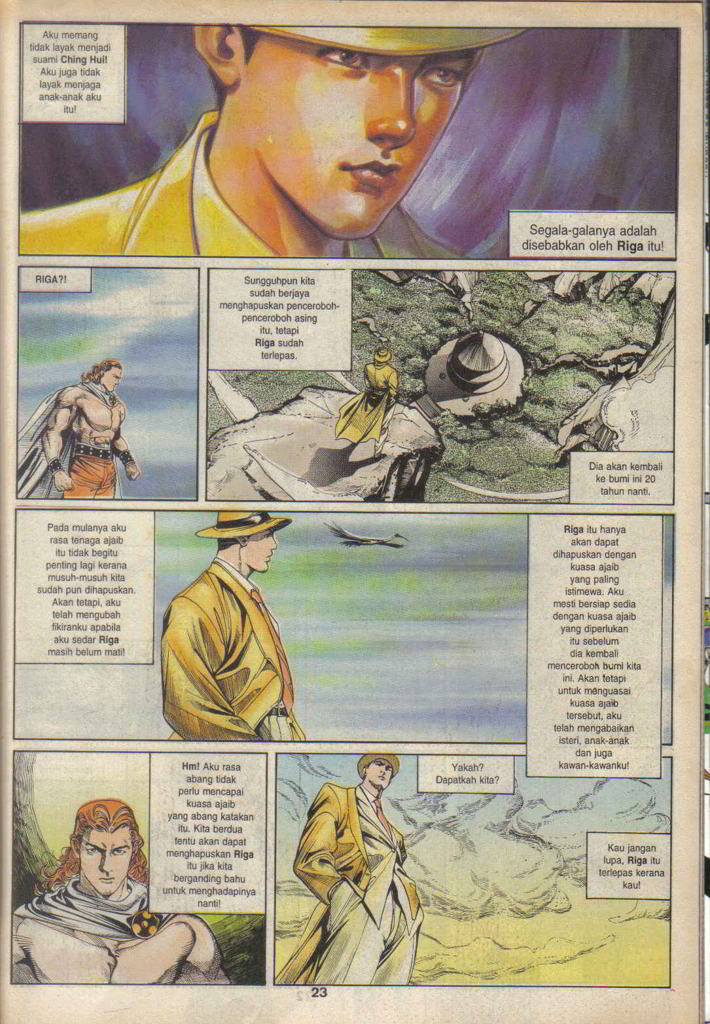 Aku memang
tidak layak menjadi
suami Ching Hui!
Aku juga tidak
layak menjaga
anak-anak aku
itu!
Segala-galanya adalah
disebabkan oleh Riga itu!
RIGA?!
Sungguhpun kita
sudah berjaya
menghapuskan penceroboh-
penceroboh asing
itu, tetapi
Riga sudah
terlepas.
Dia akan kembali
ke bumi ini 20
tahun nanti.
Pada mulanya aku
rasa tenaga ajaib
itu tidak begitu
penting lagi kerana
musuh-musuh kita
sudah pun dihapuskan.
Akan tetapi, aku
telah mengubah
fikiranku apabila
aku sedar Riga
masih belum mati!
Riga itu hanya
akan dapat
dihapuskan dengan
kuasa ajaib
yang paling
istimewa. Aku
mesti bersiap sedia
dengan kuasa ajaib
yang diperlukan
itu sebelum
dia kembali
menceroboh bumi kita
ini. Akan tetapi
untuk menguasai
kuasa ajaib
tersebut, aku
telah mengabaikan
isteri, anak-anak
dan juga
kawan-kawanku!
Hm! Aku rasa
abang tidak
perlu mencapai
kuasa ajaib
yang abang katakan
itu. Kita berdua
tentu akan dapat
menghapuskan Riga
itu jika kita
berganding bahu
untuk menghadapinya
nanti!
Yakah?
Dapatkah kita?
Kau jangan
lupa, Riga itu
terlepas kerana
kau!
23